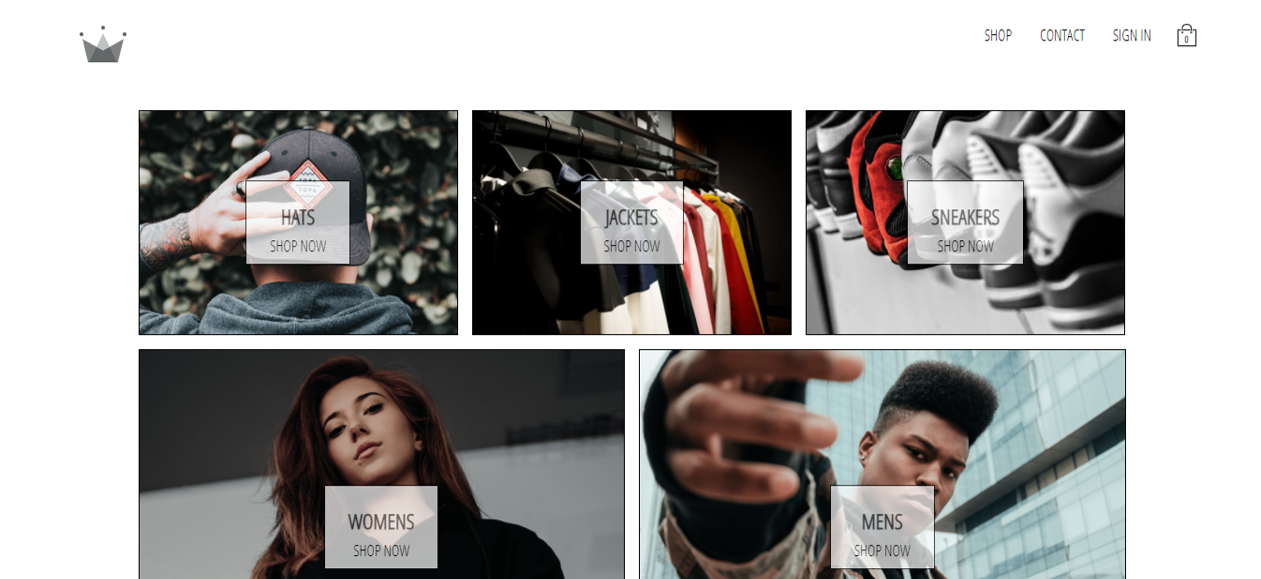 SHOP CONTACT SIGN IN 0
HATS
SHOP NOW
JACKETS
SHOP NOW
SNEAKERS
SHOP NOW
WOMENS
SHOP NOW
MENS
SHOP NOW